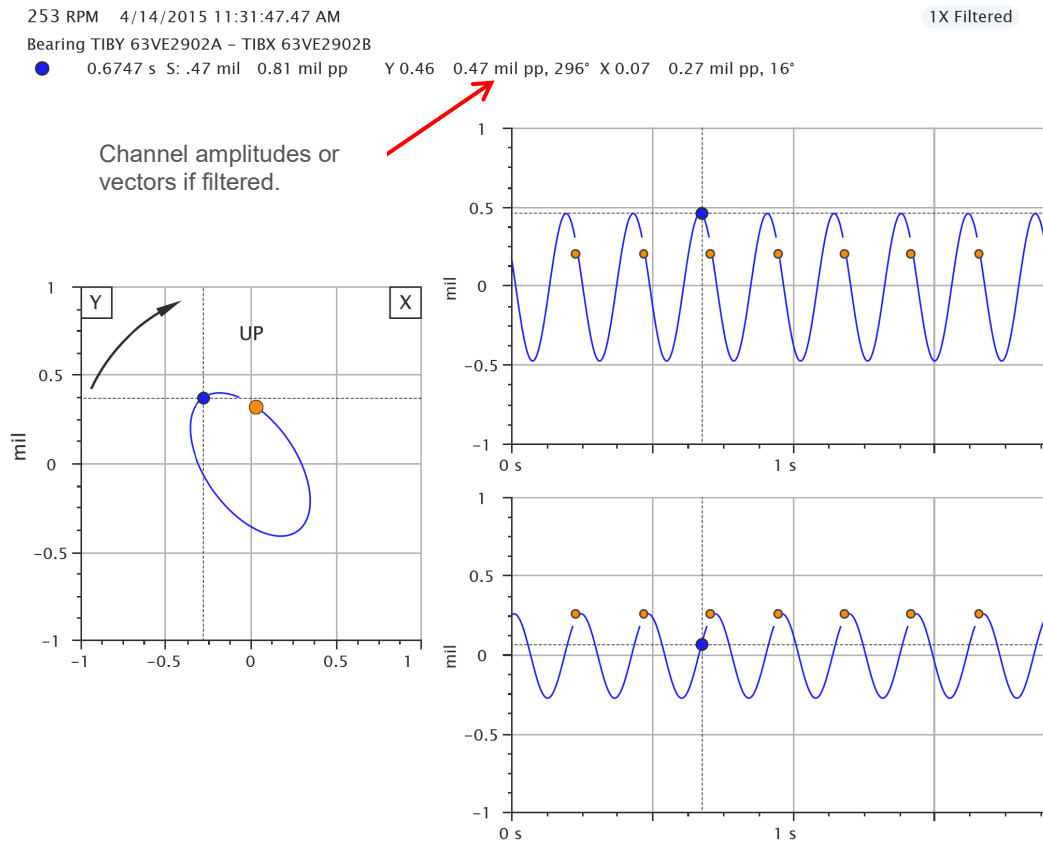 253 RPM 4/14/2015 11:31:47.47 AM
1X Filtered
Bearing TIBY 63VE2902A – TIBX 63VE2902B
0.6747 s S: .47 mil 0.81 mil pp Y 0.46 0.47 mil pp, 296° X 0.07 0.27 mil pp, 16°
Channel amplitudes or
vectors if filtered.
1
0.5
0
−0.5
−1
mil
0 s
1 s
Y
X
UP
1
0.5
0
−0.5
−1
mil
−1
−0.5
0
0.5
1
1
0.5
0
−0.5
−1
mil
0 s
1 s